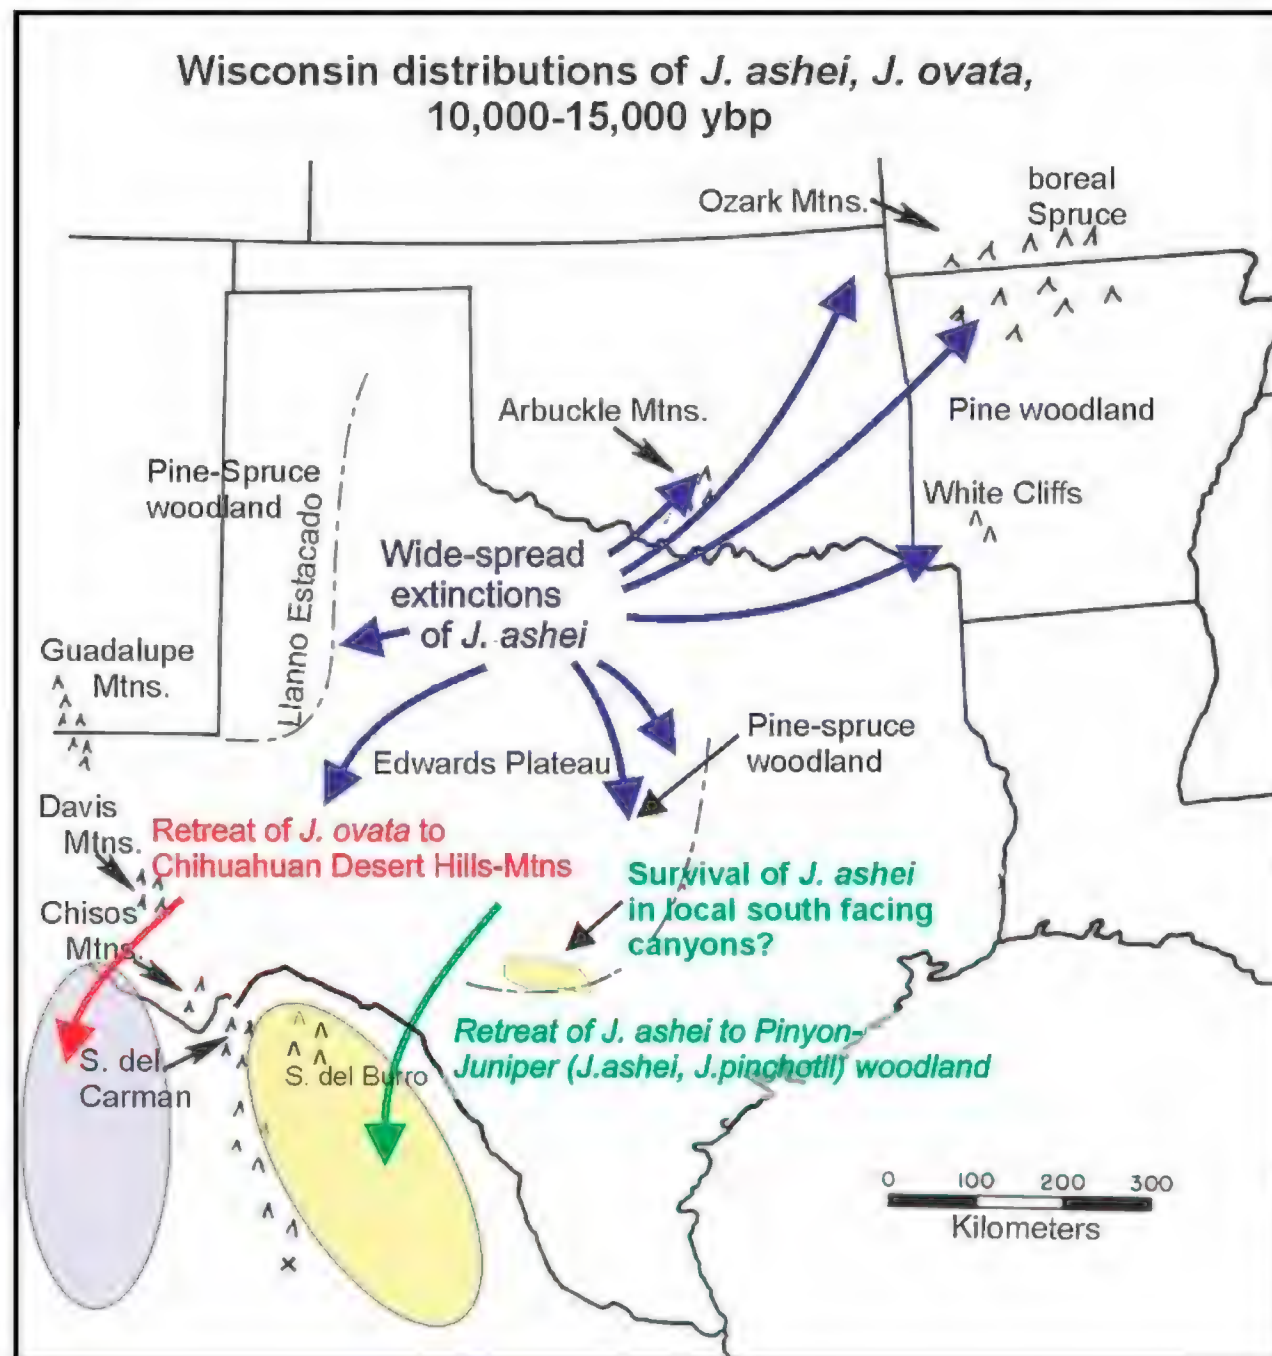 Wisconsin distributions of J. ashei, J. ovata,
10,000-15,000 ybp
Ozark Mtns.
boreal
Spruce
Arbuckle Mtns.
Pine woodland
Pine-Spruce
woodland
White Cliffs
Llanno Estacado
Wide-spread
extinctions
of J. ashei
Guadalupe
Mtns.
Pine-spruce
woodland
Edwards Plateau
Davis
Mtns.
Retreat of J. ovata to
Chihuahuan Desert Hills-Mtns
Survival of J. ashei
in local south facing
canyons?
Chisos
Mtns.
Retreat of J. ashei to Pinyon-
Juniper (J.ashei, J.pinchotii) woodland
S. del
Carman
S. del Burro
0 100 200 300
Kilometers